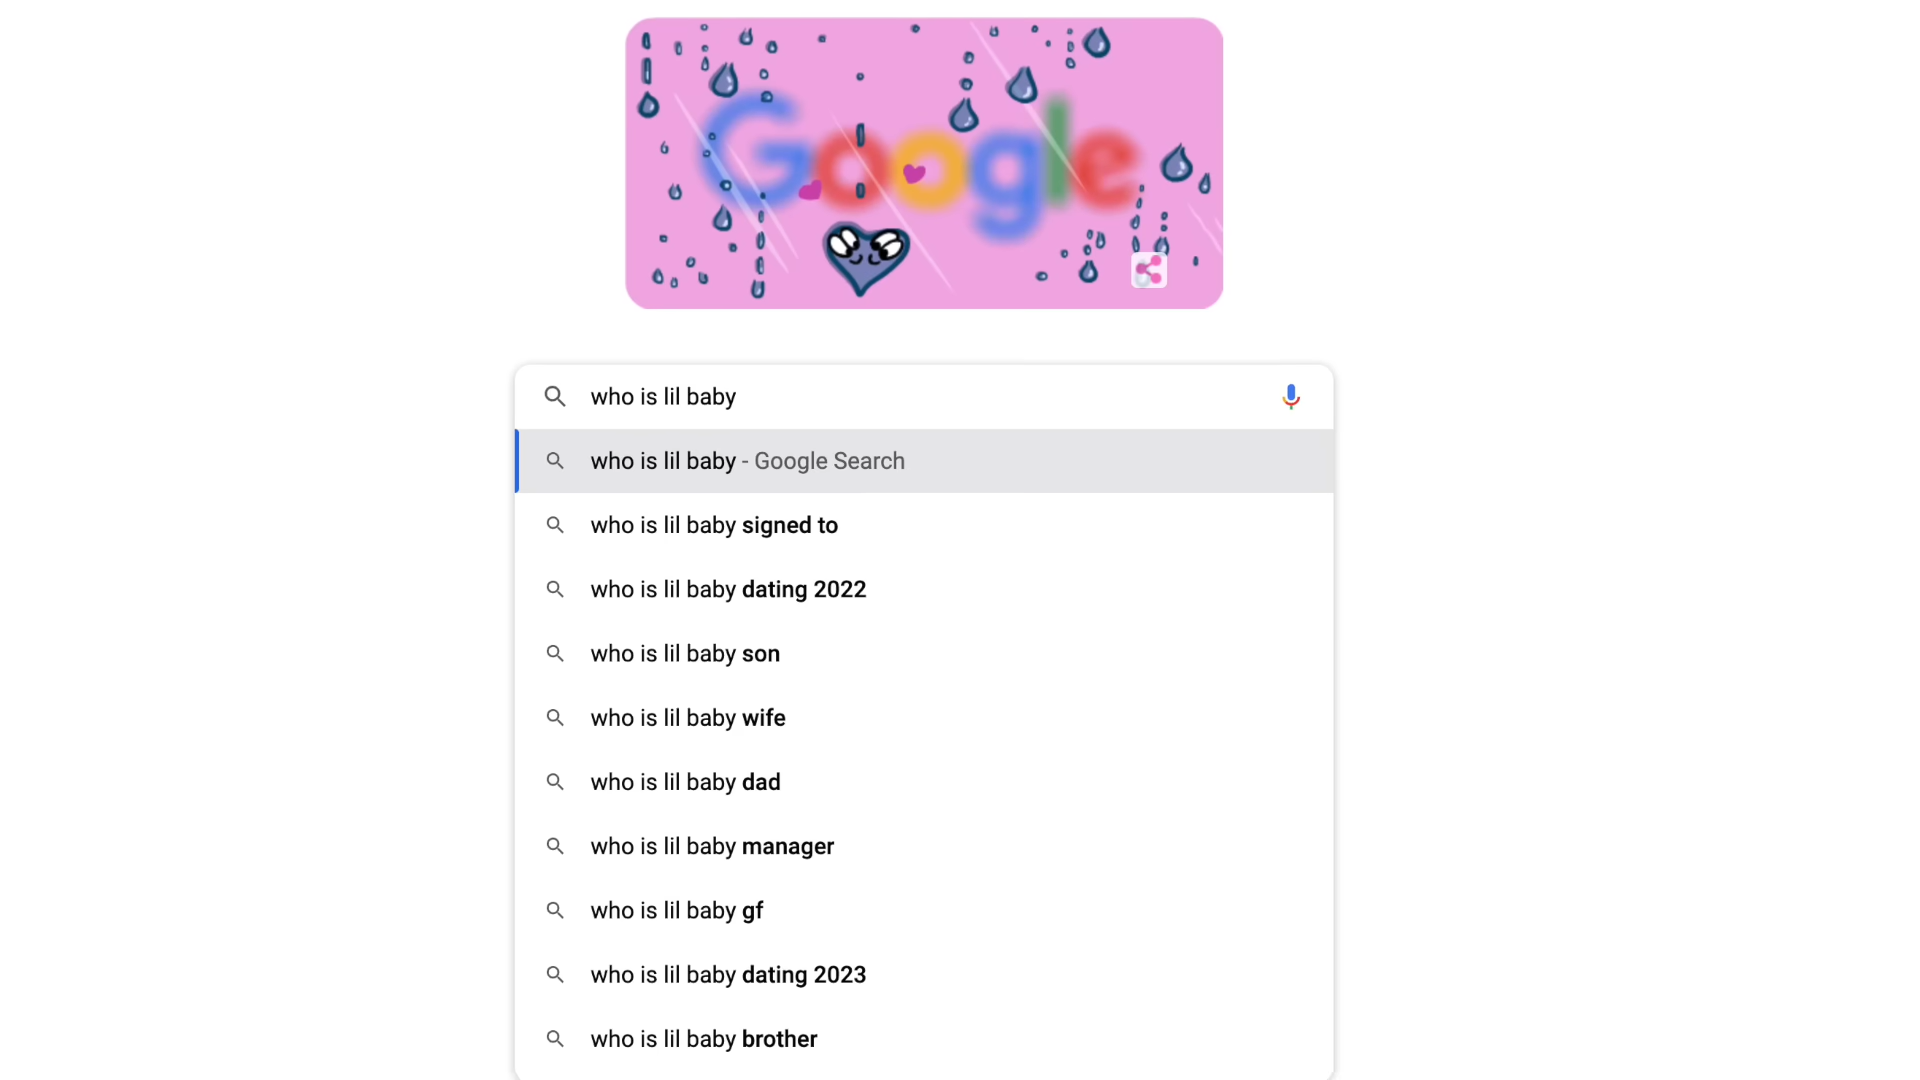 Google
who is lil baby
who is lil baby - Google Search
who is lil baby signed to
who is lil baby dating 2022
who is lil baby son
who is lil baby wife
who is lil baby dad
who is lil baby manager
who is lil baby gf
who is lil baby dating 2023
who is lil baby brother